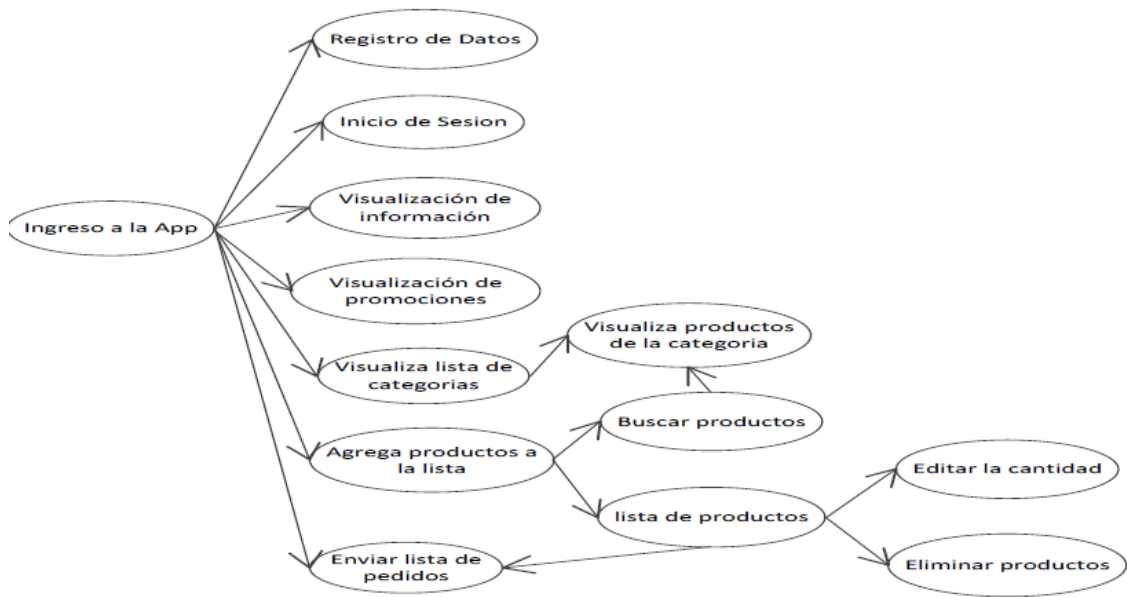 Registro de Datos
Inicio de Sesion
Visualización de
información
Ingreso a la App
Visualización de
promociones
Visualiza productos
de la categoria
Visualiza lista de
categorias
Buscar productos
Agrega productos a
la lista
Editar la cantidad
lista de productos
Enviar lista de
pedidos
Eliminar productos